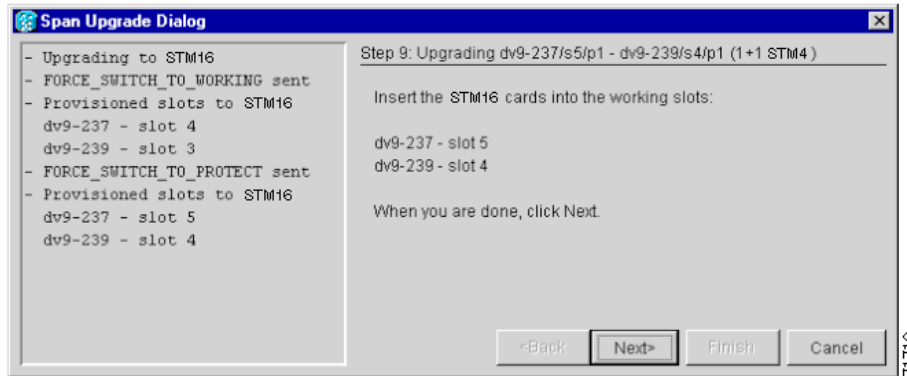 Span Upgrade Dialog
- Upgrading to STM16
- FORCE_SWITCH_TO_WORKING sent
- Provisioned slots to STM16
dv9-237 - slot 4
dv9-239 - slot 3
- FORCE_SWITCH_TO_PROTECT sent
- Provisioned slots to STM16
dv9-237 - slot 5
dv9-239 - slot 4
Step 9: Upgrading dv9-237/s5/p1 - dv9-239/s4/p1 (1+1 STM4)
Insert the STM16 cards into the working slots:
dv9-237 - slot 5
dv9-239 - slot 4
When you are done, click Next.
<Back
Next>
Finish
Cancel